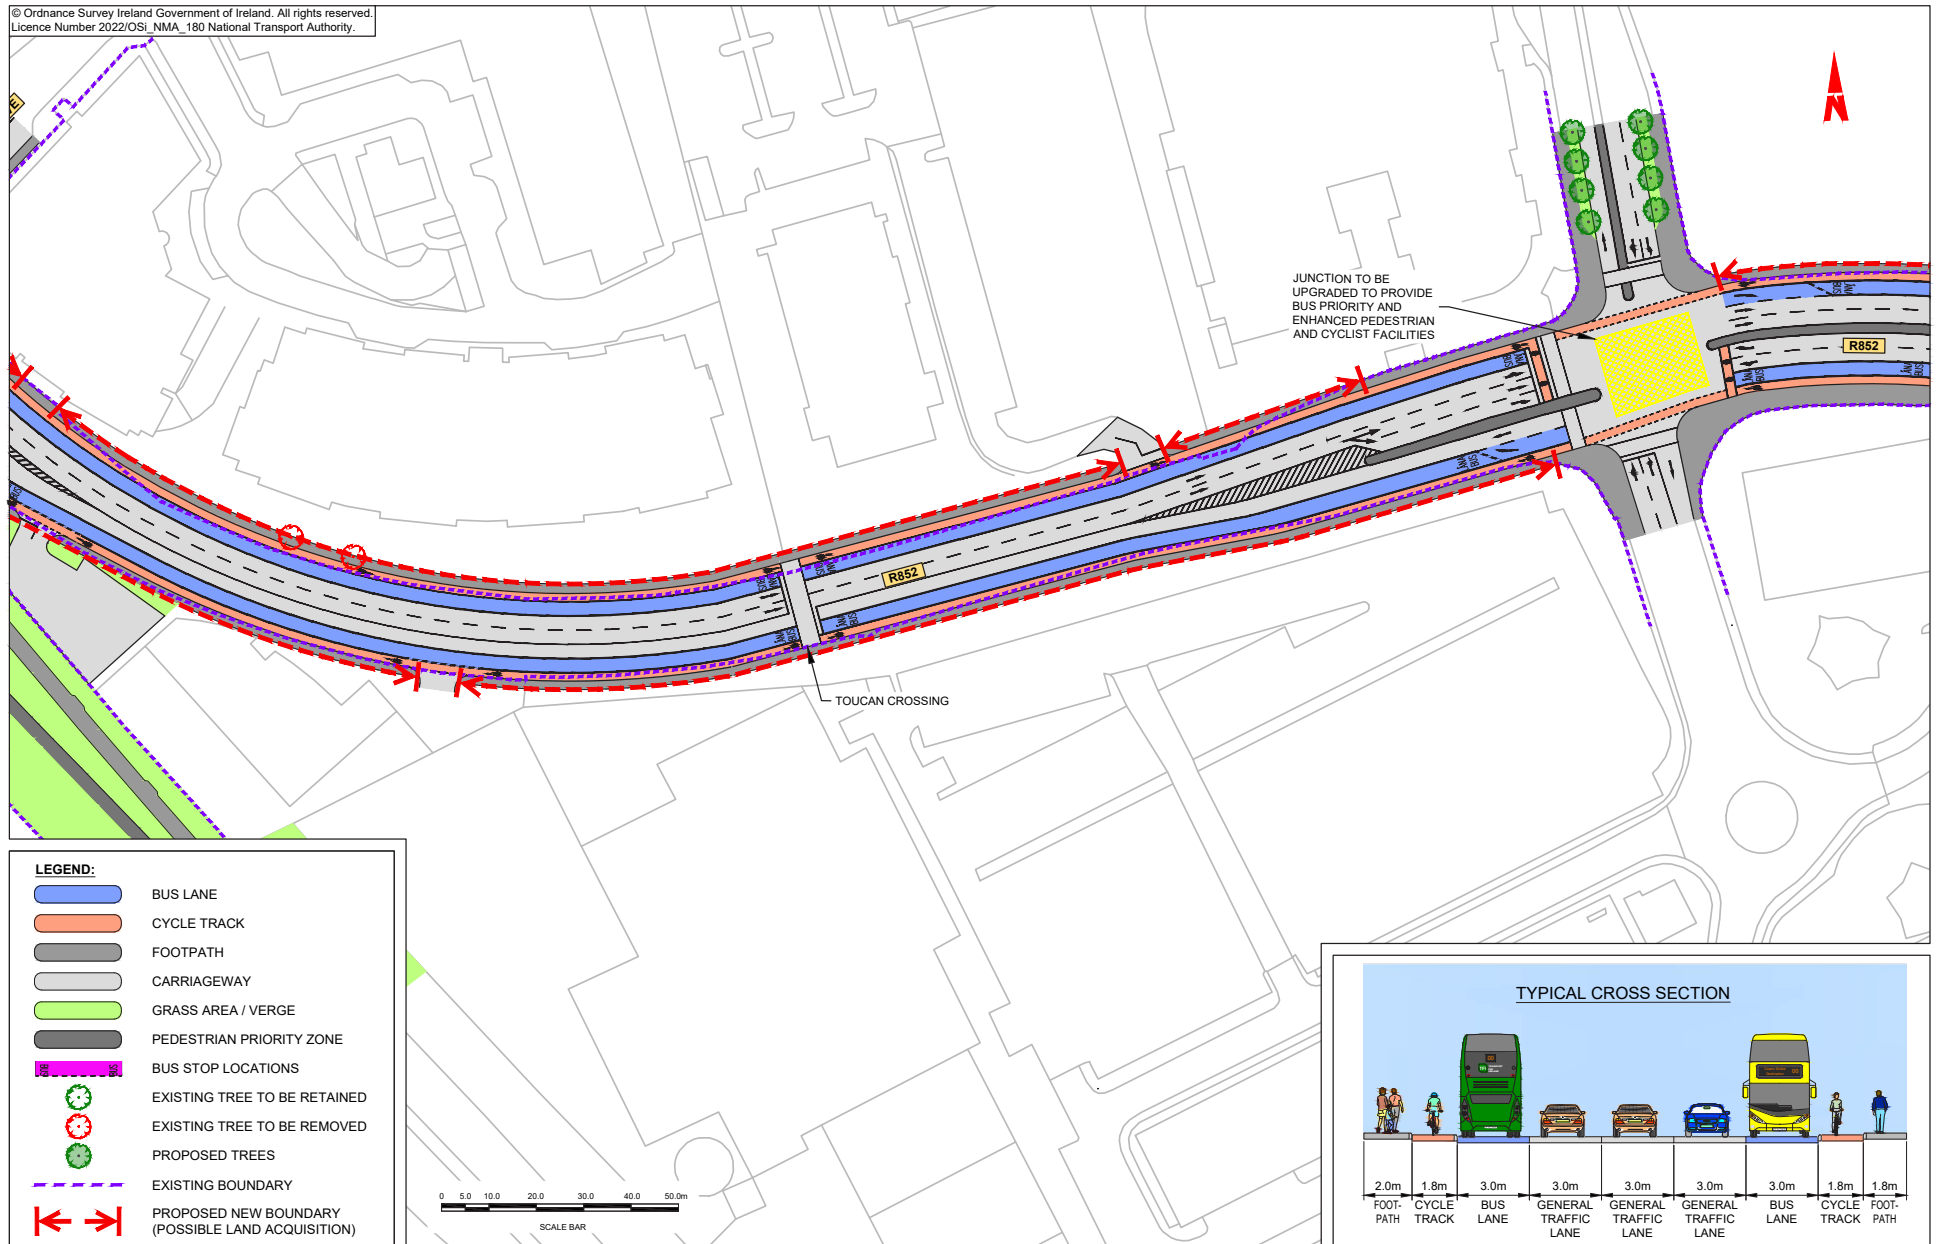 © Ordnance Survey Ireland Government of Ireland. All rights reserved.
Licence Number 2022/OSi_NMA_180 National Transport Authority.
JUNCTION TO BE
UPGRADED TO PROVIDE
BUS PRIORITY AND
ENHANCED PEDESTRIAN
AND CYCLIST FACILITIES
R852
R852
TOUCAN CROSSING
LEGEND:
BUS LANE
CYCLE TRACK
FOOTPATH
CARRIAGEWAY
GRASS AREA / VERGE
PEDESTRIAN PRIORITY ZONE
BUS STOP LOCATIONS
EXISTING TREE TO BE RETAINED
EXISTING TREE TO BE REMOVED
PROPOSED TREES
EXISTING BOUNDARY
PROPOSED NEW BOUNDARY
(POSSIBLE LAND ACQUISITION)
0 5.0 10.0 20.0 30.0 40.0 50.0m
SCALE BAR
TYPICAL CROSS SECTION
2.0m 1.8m 3.0m 3.0m 3.0m 3.0m 3.0m 1.8m 1.8m
FOOT- CYCLE BUS GENERAL GENERAL GENERAL BUS CYCLE FOOT-
PATH TRACK LANE TRAFFIC TRAFFIC TRAFFIC LANE TRACK PATH
LANE LANE LANE